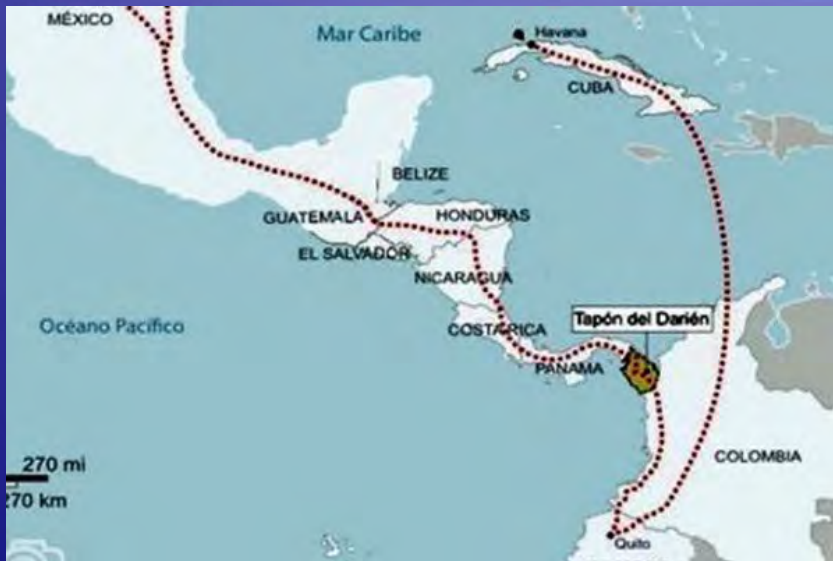 MÉXICO
Mar Caribe
Havana
CUBA
BELIZE
GUATEMALA
HONDURAS
EL SALVADOR
NICARAGUA
Océano Pacífico
Tapón del Darién
COSTA RICA
PANAMA
COLOMBIA
270 mi
270 km
Quito